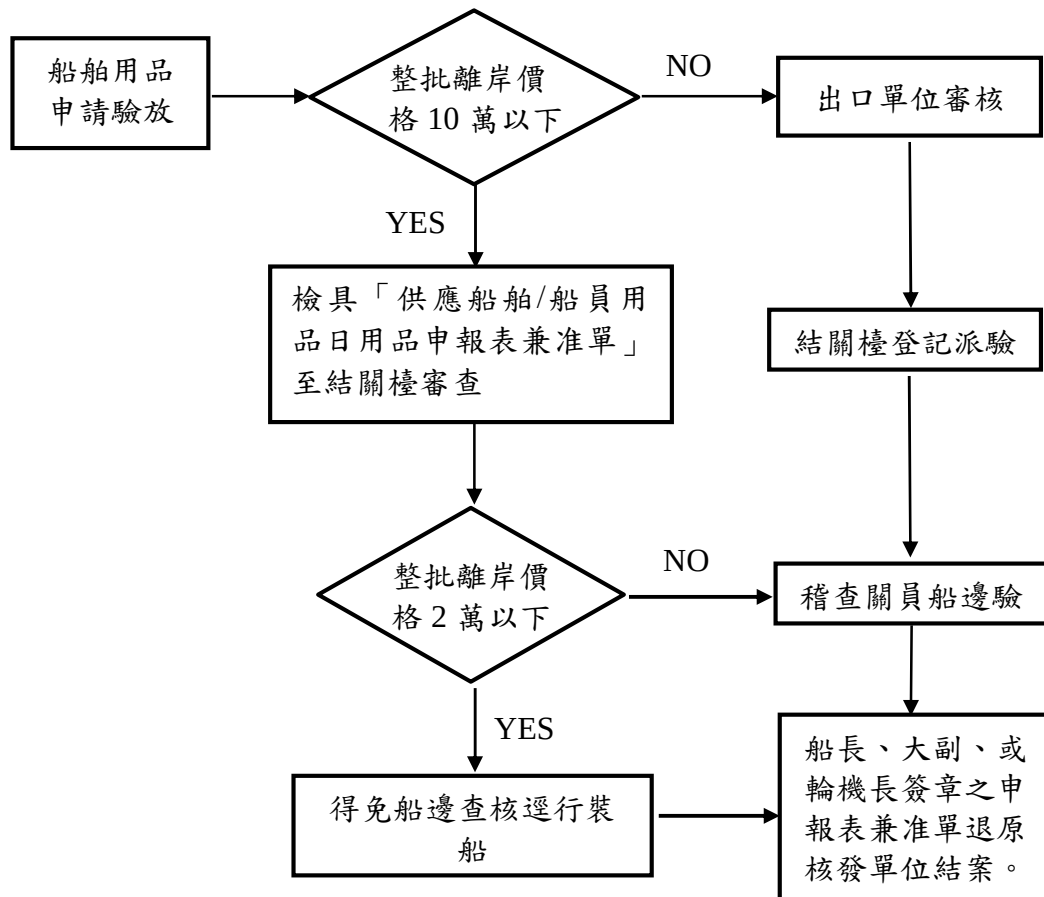 船舶用品
申請驗放
整批離岸價
格 10 萬以下
NO
出口單位審核
YES
檢具「供應船舶/船員用
品日用品申報表兼准單」
至結關檯審查
結關檯登記派驗
整批離岸價
格 2 萬以下
NO
稽查關員船邊驗
YES
得免船邊查核逕行裝
船
船長、大副、或
輪機長簽章之申
報表兼准單退原
核發單位結案。